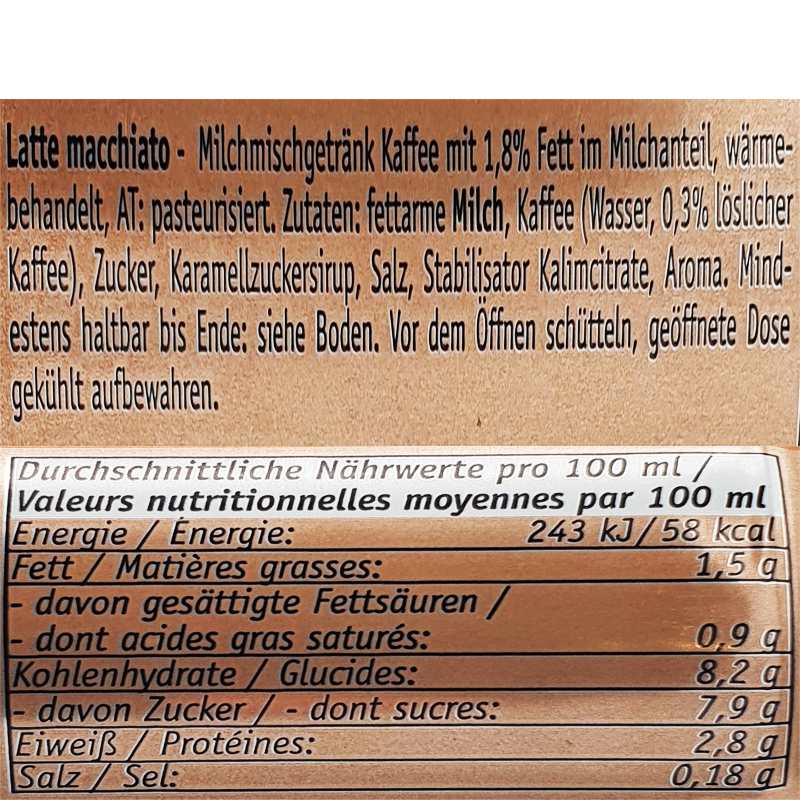 Latte macchiato - Milchmischgetränk Kaffee mit 1,8% Fett im Milchanteil, wärme-
behandelt, AT: pasteurisiert. Zutaten: fettarme Milch, Kaffee (Wasser, 0,3% löslicher
Kaffee), Zucker, Karamellzuckersirup, Salz, Stabilisator Kalimcitrate, Aroma. Mind-
estens haltbar bis Ende: siehe Boden. Vor dem Öffnen schütteln, geöffnete Dose
gekühlt aufbewahren.
Durchschnittliche Nährwerte pro 100 ml /
Valeurs nutritionnelles moyennes par 100 ml
Energie / Énergie: 243 kJ/58 kcal
Fett / Matières grasses: 1,5 g
- davon gesättigte Fettsäuren /
- dont acides gras saturés: 0,9 g
Kohlenhydrate / Glucides: 8,2 g
- davon Zucker / - dont sucres: 7,9 g
Eiweiß / Protéines: 2,8 g
Salz / Sel: 0,18 g